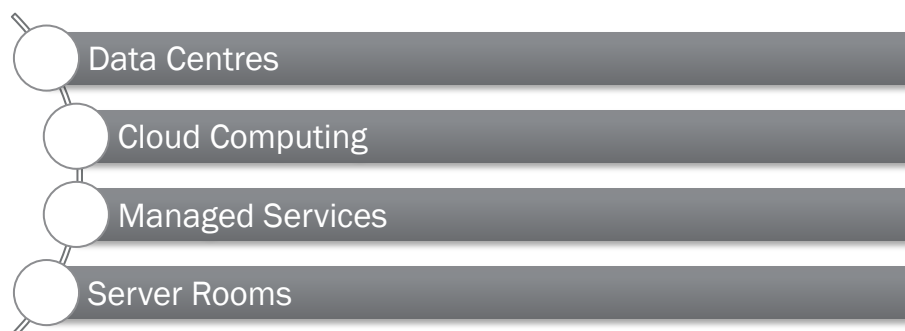 Data Centres
Cloud Computing
Managed Services
Server Rooms